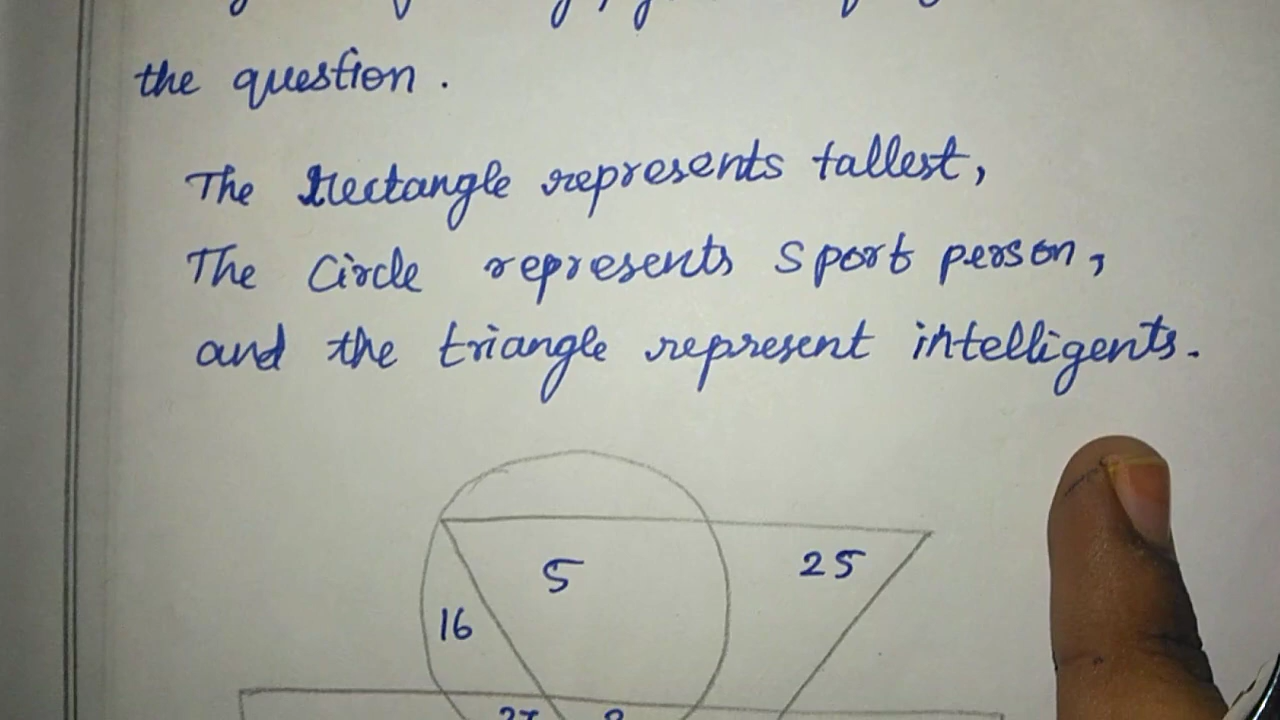 the question.
The Rectangle represents tallest,
The Circle represents sport person,
and the triangle represent intelligents.
5
25
16